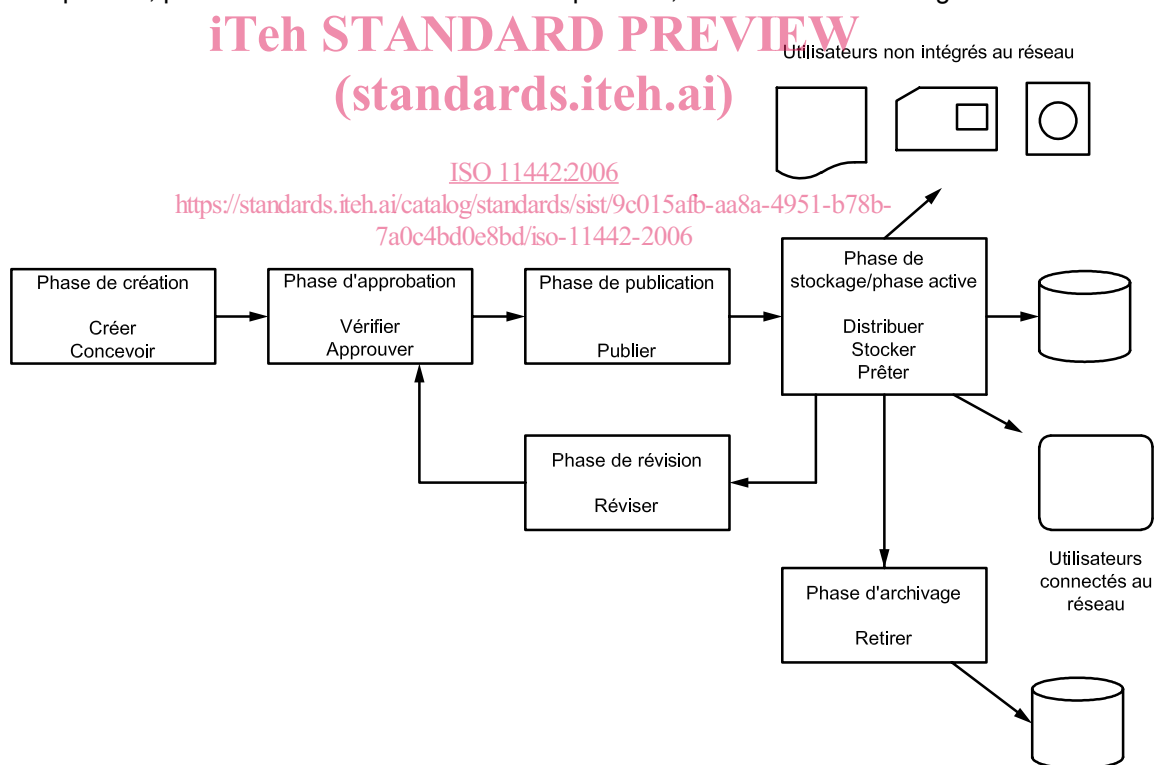 iTeh STANDARD PREVIEW
(standards.iteh.ai)
Utilisateurs non intégrés au réseau
ISO 11442:2006
https://standards.iteh.ai/catalog/standards/sist/9c015afb-aa8a-4951-b78b-
7a0c4bd0e8bd/iso-11442-2006
Phase de création
Créer
Concevoir
Phase d'approbation
Vérifier
Approuver
Phase de publication
Publier
Phase de
stockage/phase active
Distribuer
Stocker
Prêter
Phase de révision
Réviser
Utilisateurs
connectés au
réseau
Phase d'archivage
Retirer